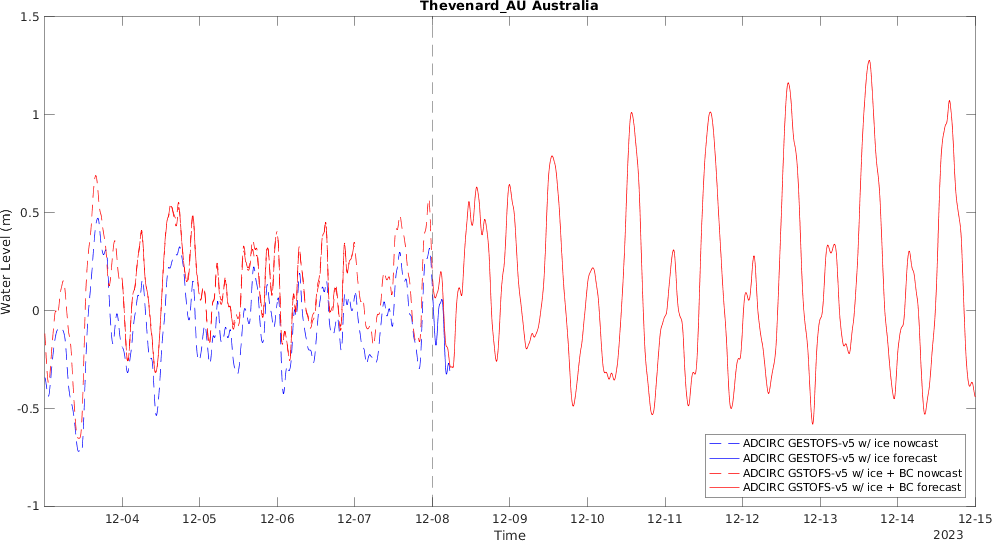 Thevenard_AU Australia
1.5
1
0.5
0
-0.5
-1
Water Level (m)
12-04 12-05 12-06 12-07 12-08 12-09 12-10 12-11 12-12 12-13 12-14 12-15
Time
2023
ADCIRC GESTOFS-v5 w/ ice nowcast
ADCIRC GESTOFS-v5 w/ ice forecast
ADCIRC GSTOFS-v5 w/ ice + BC nowcast
ADCIRC GSTOFS-v5 w/ ice + BC forecast